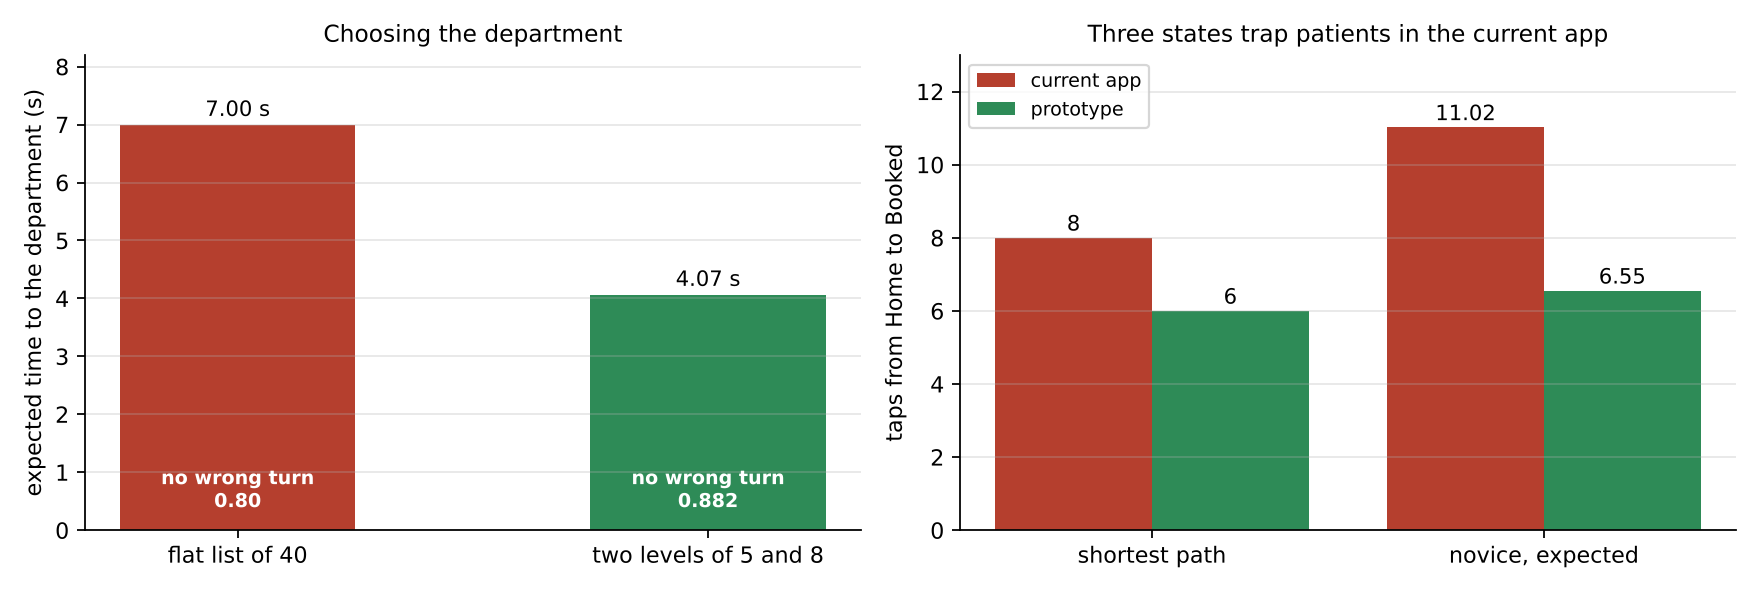 Choosing the department
expected time to the department (s)
8
7
6
5
4
3
2
1
0
7.00 s
4.07 s
no wrong turn
0.80
no wrong turn
0.882
flat list of 40
two levels of 5 and 8
Three states trap patients in the current app
taps from Home to Booked
12
10
8
6
4
2
0
current app
prototype
8
6
11.02
6.55
shortest path
novice, expected